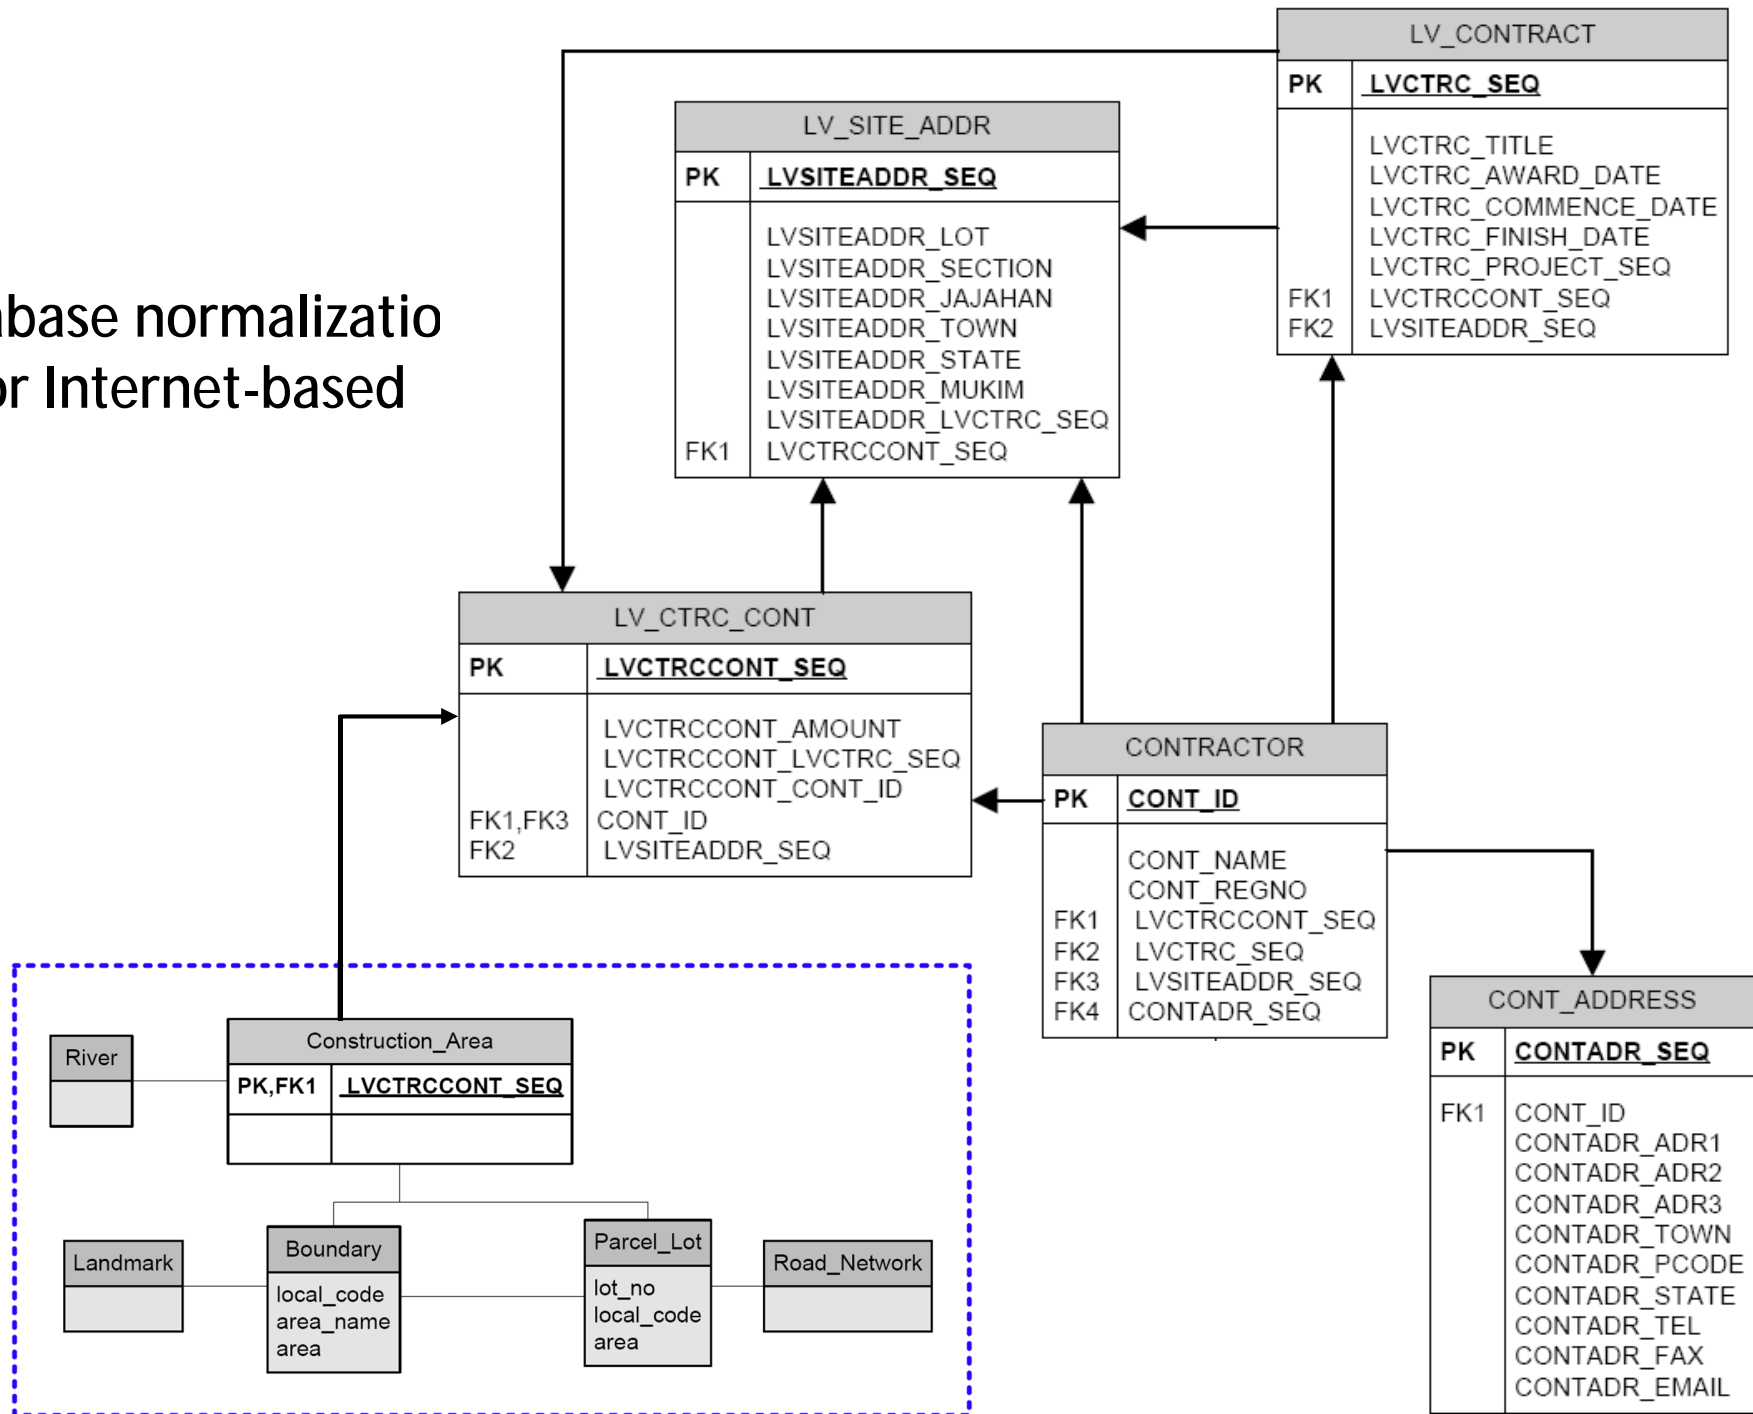 abase normalizatio
or Internet-based
LV_CONTRACT
PK LVCTRC_SEQ
LVCTRC_TITLE
LVCTRC_AWARD_DATE
LVCTRC_COMMENCE_DATE
LVCTRC_FINISH_DATE
LVCTRC_PROJECT_SEQ
FK1 LVCTRCCONT_SEQ
FK2 LVSITEADDR_SEQ
LV_SITE_ADDR
PK LVSITEADDR_SEQ
LVSITEADDR_LOT
LVSITEADDR_SECTION
LVSITEADDR_JAJAHAN
LVSITEADDR_TOWN
LVSITEADDR_STATE
LVSITEADDR_MUKIM
LVSITEADDR_LVCTRC_SEQ
FK1 LVCTRCCONT_SEQ
LV_CTRC_CONT
PK LVCTRCCONT_SEQ
LVCTRCCONT_AMOUNT
LVCTRCCONT_LVCTRC_SEQ
LVCTRCCONT_CONT_ID
FK1,FK3 CONT_ID
FK2 LVSITEADDR_SEQ
CONTRACTOR
PK CONT_ID
CONT_NAME
CONT_REGNO
FK1 LVCTRCCONT_SEQ
FK2 LVCTRC_SEQ
FK3 LVSITEADDR_SEQ
FK4 CONTADR_SEQ
CONT_ADDRESS
PK CONTADR_SEQ
FK1 CONT_ID
CONTADR_ADR1
CONTADR_ADR2
CONTADR_ADR3
CONTADR_TOWN
CONTADR_PCODE
CONTADR_STATE
CONTADR_TEL
CONTADR_FAX
CONTADR_EMAIL
River
Construction_Area
PK,FK1 LVCTRCCONT_SEQ
Landmark
Boundary
local_code
area_name
area
Parcel_Lot
lot_no
local_code
area
Road_Network